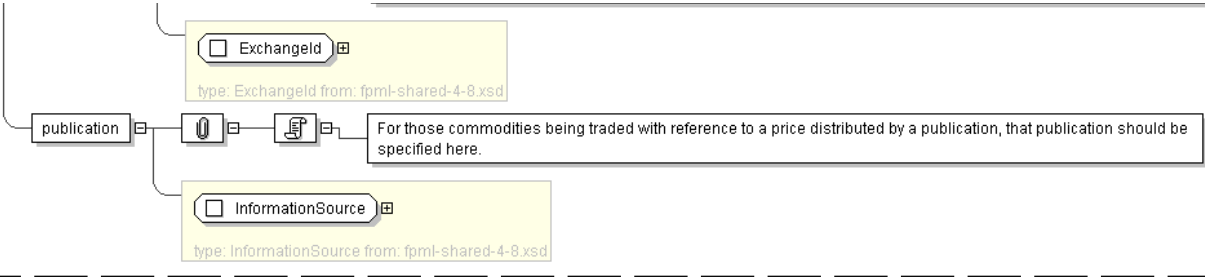 ExchangeId
type: ExchangeId from: fpml-shared-4-8.xsd
publication
For those commodities being traded with reference to a price distributed by a publication, that publication should be
specified here.
InformationSource
type: InformationSource from: fpml-shared-4-8.xsd